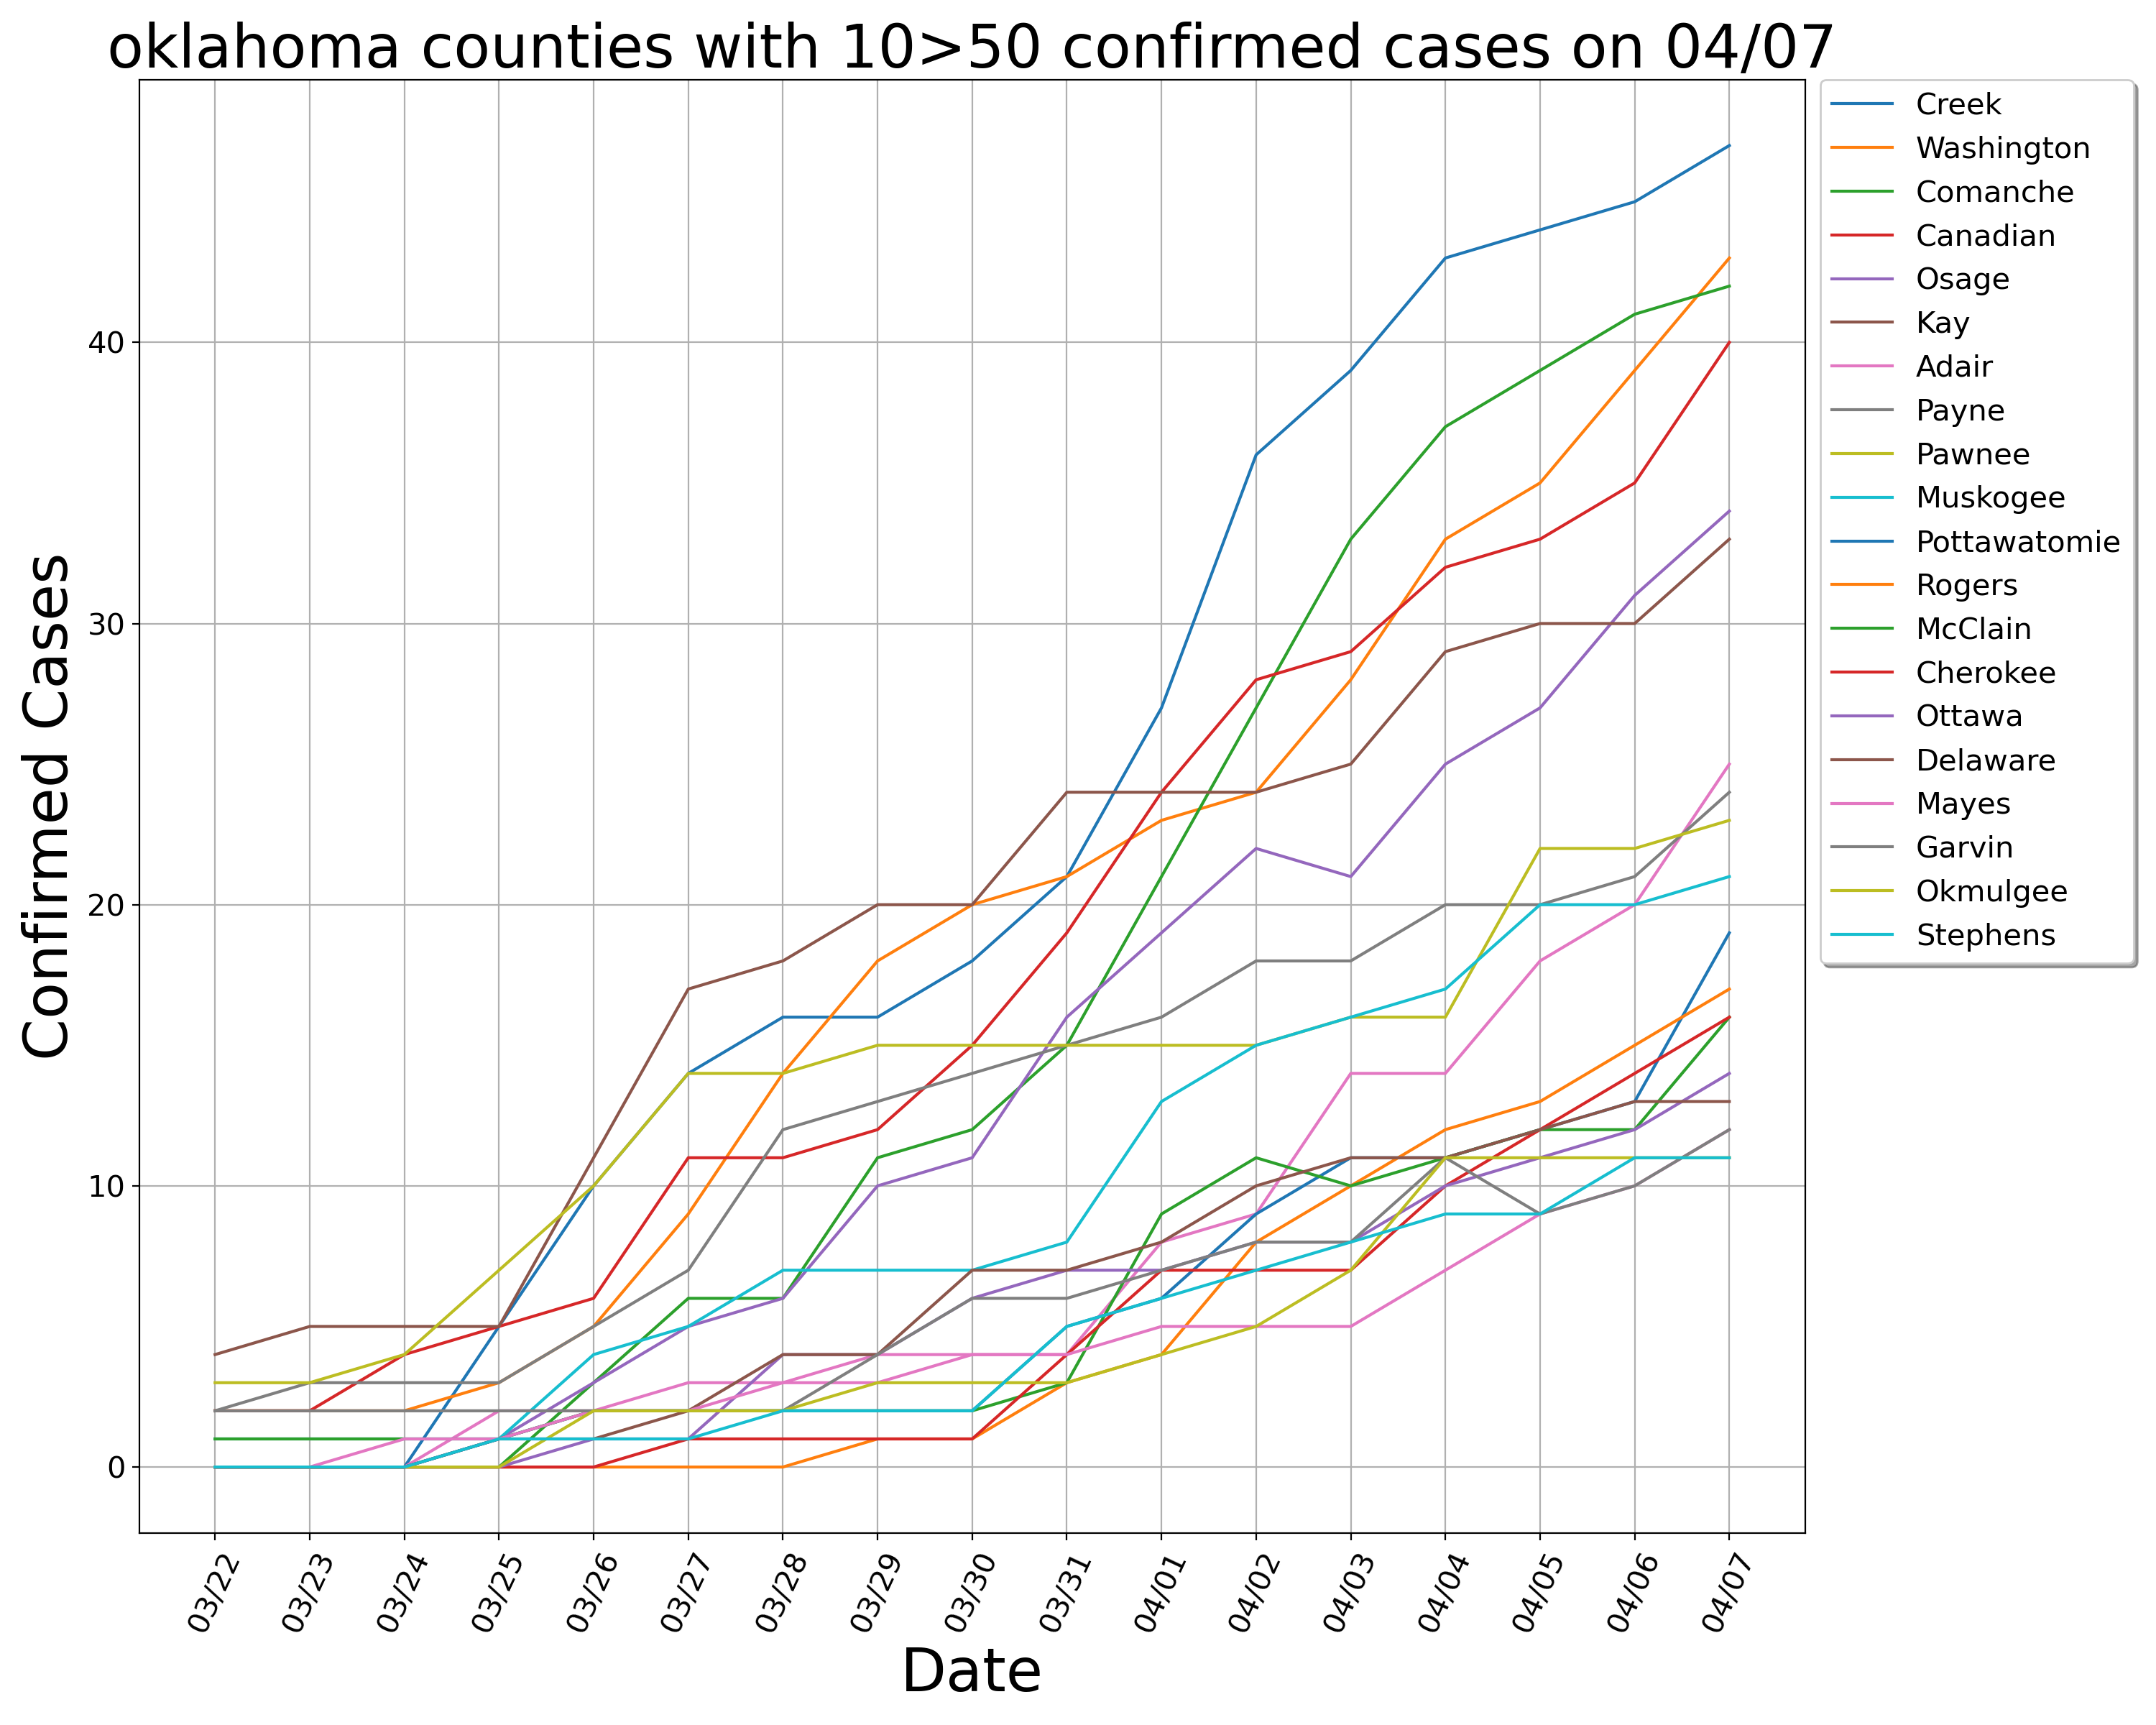 oklahoma counties with 10>50 confirmed cases on 04/07
Creek
Washington
Comanche
Canadian
Osage
Kay
Adair
Payne
Pawnee
Muskogee
Pottawatomie
Rogers
McClain
Cherokee
Ottawa
Delaware
Mayes
Garvin
Okmulgee
Stephens
Confirmed Cases
40
30
20
10
0
03/22
03/23
03/24
03/25
03/26
03/27
03/28
03/29
03/30
03/31
04/01
04/02
04/03
04/04
04/05
04/06
04/07
Date